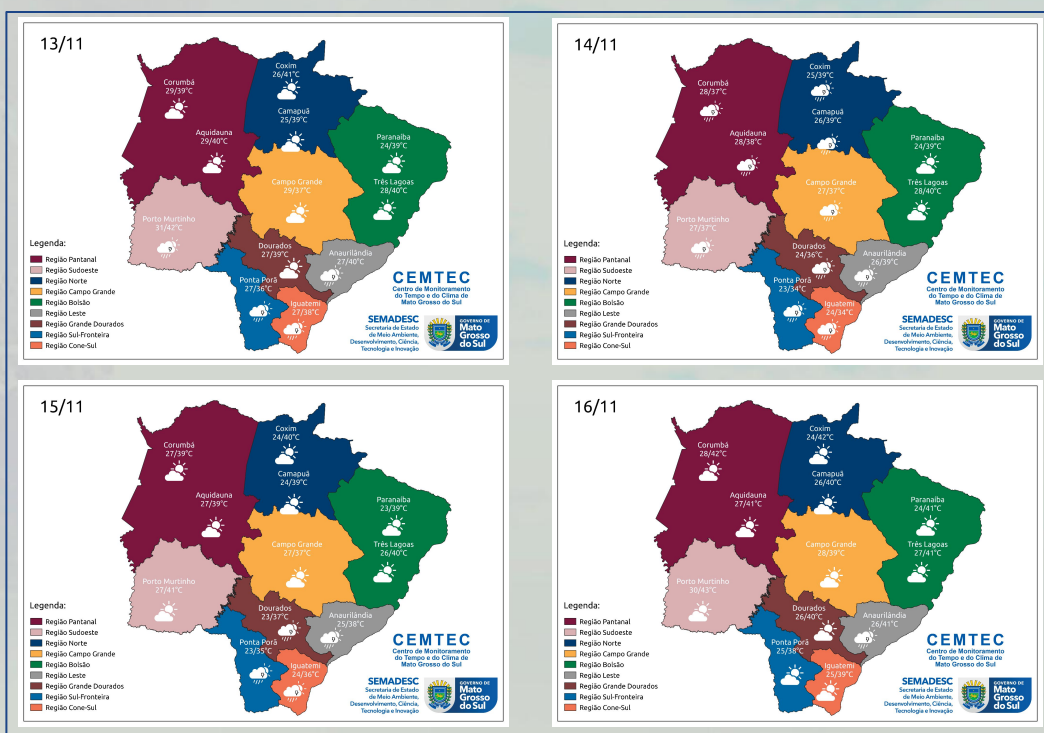 13/11
Coxim
26/41°C
Corumbá
29/39°C
Camapuã
25/39°C
Aquidauna
29/40°C
Paranaíba
24/39°C
Campo Grande
29/37°C
Três Lagoas
28/40°C
Porto Murtinho
31/42°C
Dourados
27/39°C
Anaurilândia
27/40°C
Ponta Porã
27/36°C
Iguatemi
27/38°C
Legenda:
Região Pantanal
Região Sudoeste
Região Norte
Região Campo Grande
Região Bolsão
Região Leste
Região Grande Dourados
Região Sul-Fronteira
Região Cone-Sul
CEMTEC
Centro de Monitoramento
do Tempo e do Clima de
Mato Grosso do Sul
SEMADESC
Secretaria de Estado
de Meio Ambiente,
Desenvolvimento, Ciência,
Tecnologia e Inovação
GOVERNO DE
Mato
Grosso
do Sul
14/11
Coxim
25/39°C
Corumbá
28/37°C
Camapuã
26/39°C
Aquidauna
28/38°C
Paranaíba
24/39°C
Campo Grande
27/37°C
Três Lagoas
28/40°C
Porto Murtinho
27/37°C
Dourados
24/36°C
Anaurilândia
26/39°C
Ponta Porã
23/34°C
Iguatemi
24/34°C
Legenda:
Região Pantanal
Região Sudoeste
Região Norte
Região Campo Grande
Região Bolsão
Região Leste
Região Grande Dourados
Região Sul-Fronteira
Região Cone-Sul
CEMTEC
Centro de Monitoramento
do Tempo e do Clima de
Mato Grosso do Sul
SEMADESC
Secretaria de Estado
de Meio Ambiente,
Desenvolvimento, Ciência,
Tecnologia e Inovação
GOVERNO DE
Mato
Grosso
do Sul
15/11
Coxim
24/40°C
Corumbá
27/39°C
Camapuã
24/39°C
Aquidauna
27/39°C
Paranaíba
23/39°C
Campo Grande
27/37°C
Três Lagoas
26/40°C
Porto Murtinho
27/41°C
Dourados
23/37°C
Anaurilândia
25/38°C
Ponta Porã
23/35°C
Iguatemi
24/36°C
Legenda:
Região Pantanal
Região Sudoeste
Região Norte
Região Campo Grande
Região Bolsão
Região Leste
Região Grande Dourados
Região Sul-Fronteira
Região Cone-Sul
CEMTEC
Centro de Monitoramento
do Tempo e do Clima de
Mato Grosso do Sul
SEMADESC
Secretaria de Estado
de Meio Ambiente,
Desenvolvimento, Ciência,
Tecnologia e Inovação
GOVERNO DE
Mato
Grosso
do Sul
16/11
Coxim
24/42°C
Corumbá
28/42°C
Camapuã
26/40°C
Aquidauna
27/41°C
Paranaíba
24/41°C
Campo Grande
28/39°C
Três Lagoas
27/41°C
Porto Murtinho
30/43°C
Dourados
26/40°C
Anaurilândia
26/41°C
Ponta Porã
25/38°C
Iguatemi
25/39°C
Legenda:
Região Pantanal
Região Sudoeste
Região Norte
Região Campo Grande
Região Bolsão
Região Leste
Região Grande Dourados
Região Sul-Fronteira
Região Cone-Sul
CEMTEC
Centro de Monitoramento
do Tempo e do Clima de
Mato Grosso do Sul
SEMADESC
Secretaria de Estado
de Meio Ambiente,
Desenvolvimento, Ciência,
Tecnologia e Inovação
GOVERNO DE
Mato
Grosso
do Sul